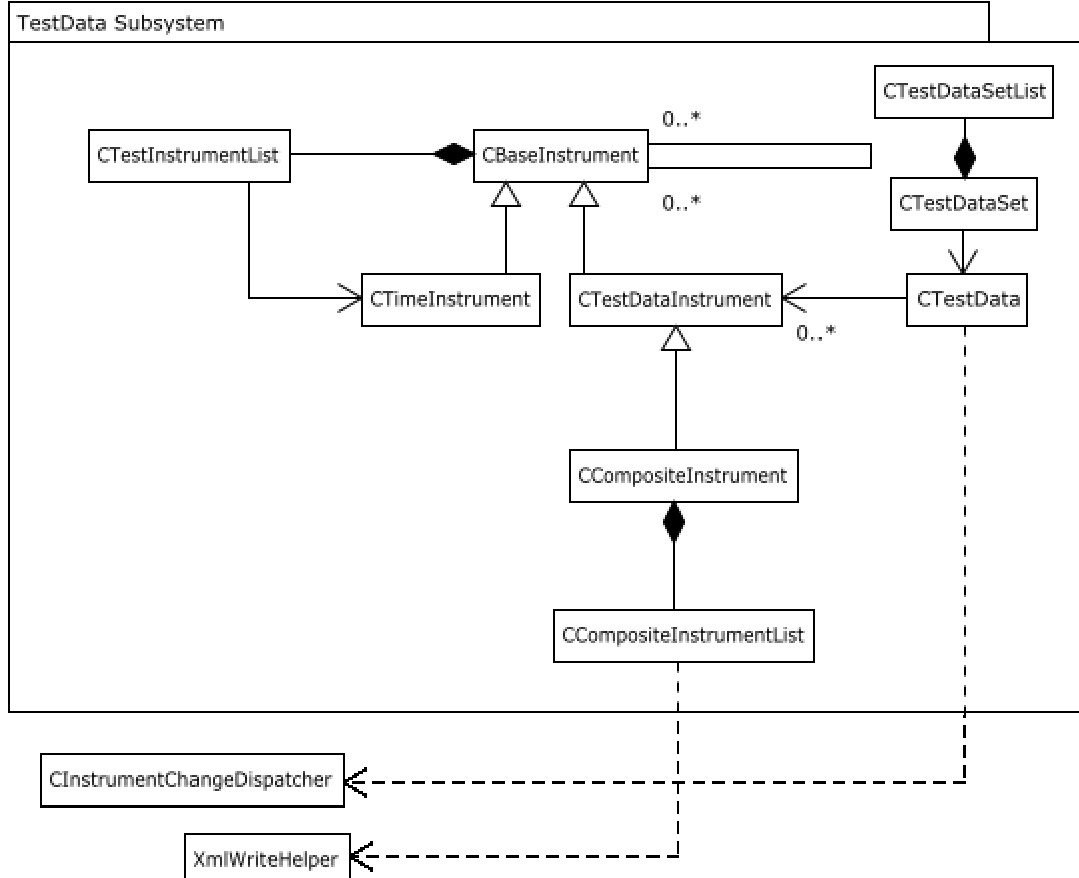 TestData Subsystem
CTestDataSetList
0..*
CTestInstrumentList
CBaseInstrument
0..*
CTestDataSet
CTimeInstrument
CTestDataInstrument
CTestData
0..*
CCompositeInstrument
CCompositeInstrumentList
CInstrumentChangeDispatcher
XmlWriteHelper